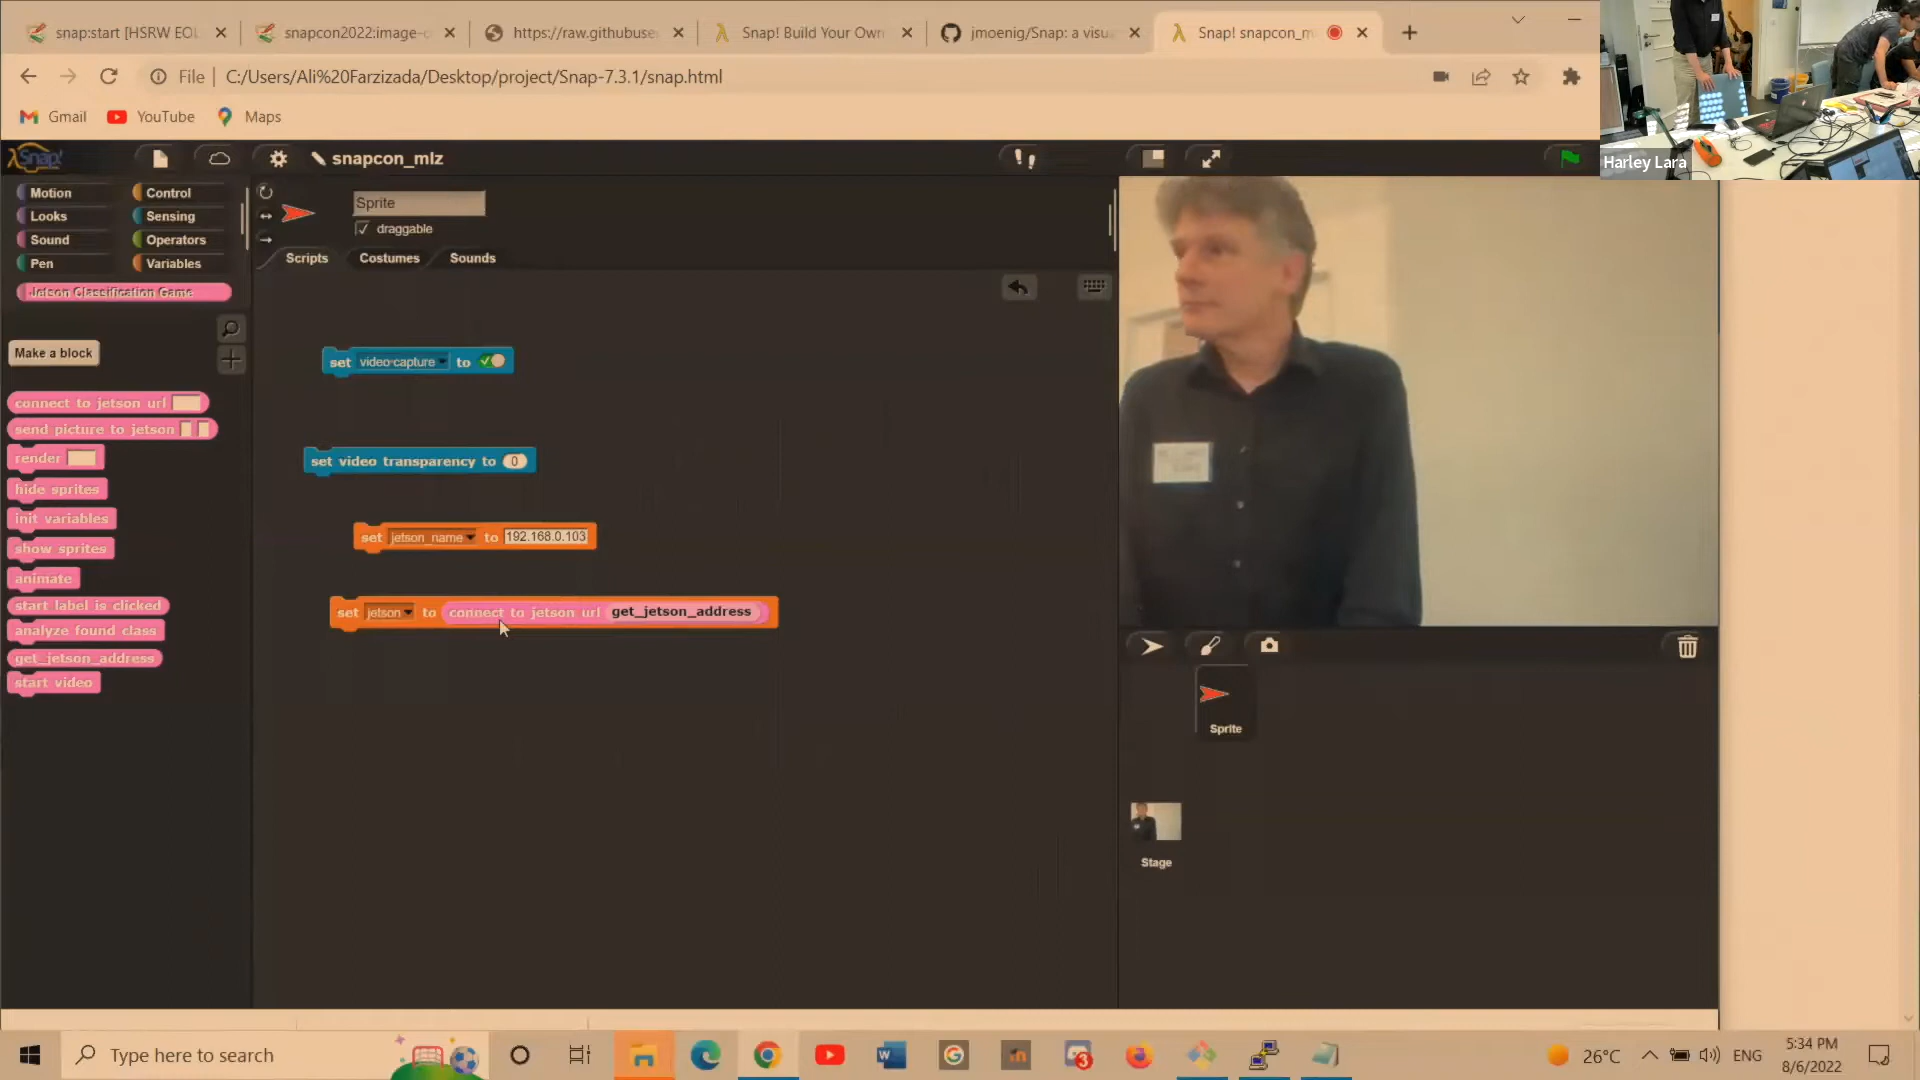 snap:start [HSRW EOL
snapcon2022:image-c
https://raw.githubuse
Snap! Build Your Own
jmoenig/Snap: a visua
Snap! snapcon_m
File | C:/Users/Ali%20Farzizada/Desktop/project/Snap-7.3.1/snap.html
Gmail YouTube Maps
Harley Lara
Snap!
snapcon_mlz
Motion Control
Looks Sensing
Sound Operators
Pen Variables
Jetson Classification Game
Make a block
connect to jetson url
send picture to jetson
render
hide sprites
init variables
show sprites
animate
start label is clicked
analyze found class
get_jetson_address
start video
Sprite
draggable
Scripts Costumes Sounds
set video capture to
set video transparency to 0
set jetson_name to 192.168.0.103
set jetson to connect to jetson url get_jetson_address
Sprite
Stage
Type here to search
3
26°C
ENG
5:34 PM
8/6/2022